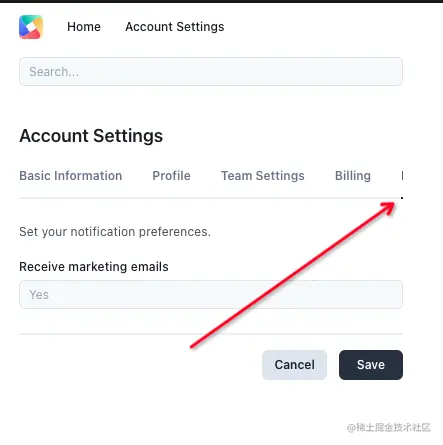 Home Account Settings
Search...
Account Settings
Basic Information Profile Team Settings Billing
Set your notification preferences.
Receive marketing emails
Yes
Cancel Save
@稀土掘金技术社区